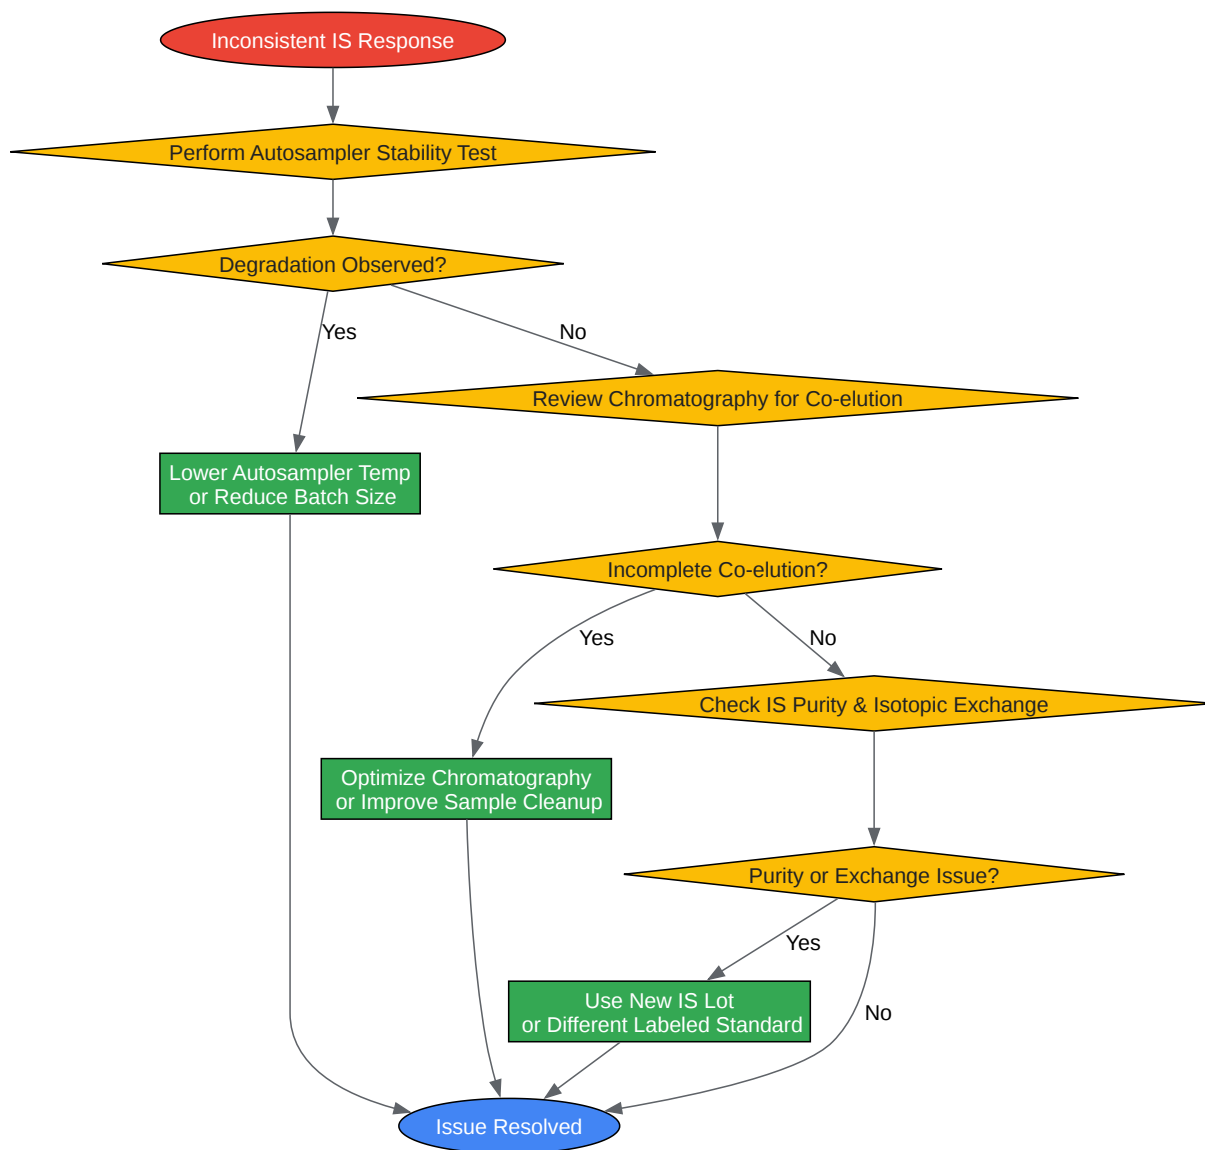 Inconsistent IS Response
Perform Autosampler Stability Test
Degradation Observed?
Yes
No
Review Chromatography for Co-elution
Lower Autosampler Temp
or Reduce Batch Size
Incomplete Co-elution?
Yes
No
Check IS Purity & Isotopic Exchange
Optimize Chromatography
or Improve Sample Cleanup
Purity or Exchange Issue?
Yes
Use New IS Lot
or Different Labeled Standard
No
Issue Resolved